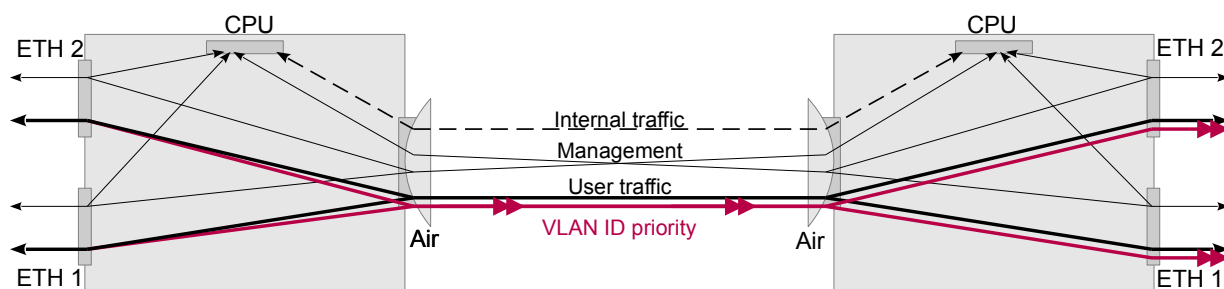 CPU
CPU
ETH 2
ETH 2
Internal traffic
Management
User traffic
VLAN ID priority
Air
Air
ETH 1
ETH 1